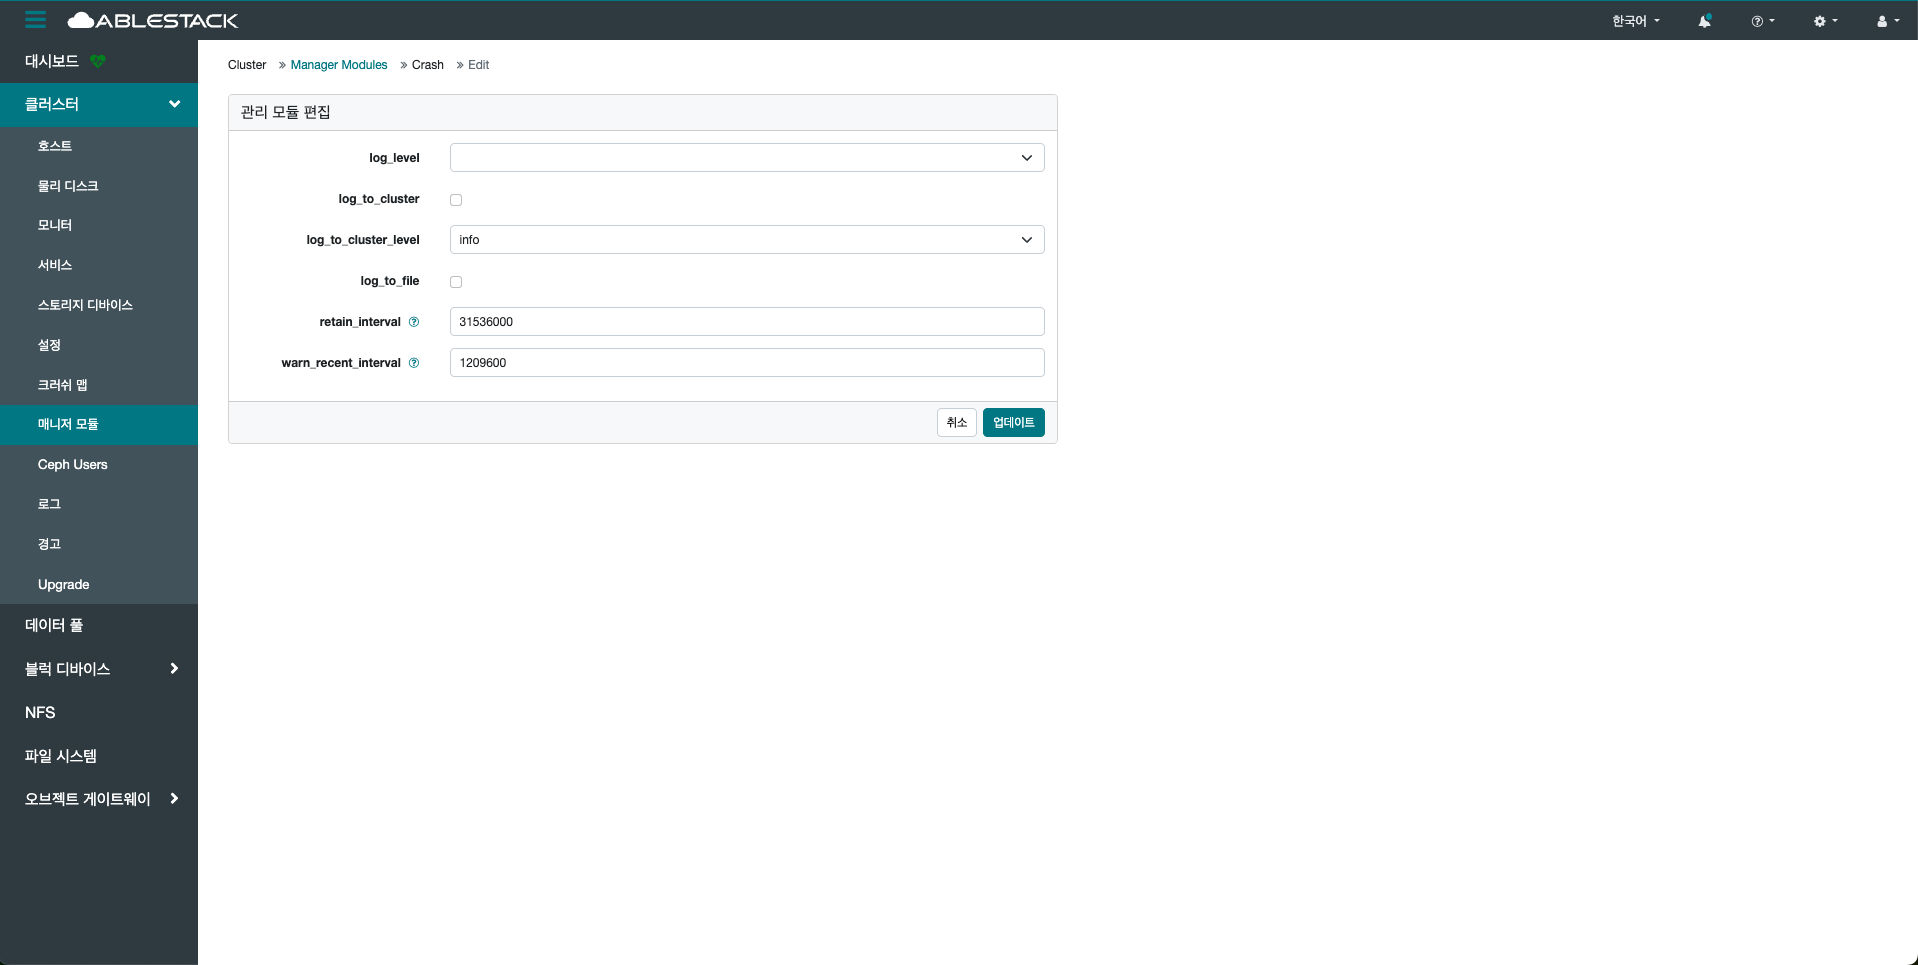 ABLESTACK
한국어
대시보드
클러스터
호스트
물리 디스크
모니터
서비스
스토리지 디바이스
설정
크러쉬 맵
매니저 모듈
Ceph Users
로그
경고
Upgrade
데이터 풀
블럭 디바이스
NFS
파일 시스템
오브젝트 게이트웨이
Cluster » Manager Modules » Crash » Edit
관리 모듈 편집
log_level
log_to_cluster
log_to_cluster_level info
log_to_file
retain_interval 31536000
warn_recent_interval 1209600
취소 업데이트